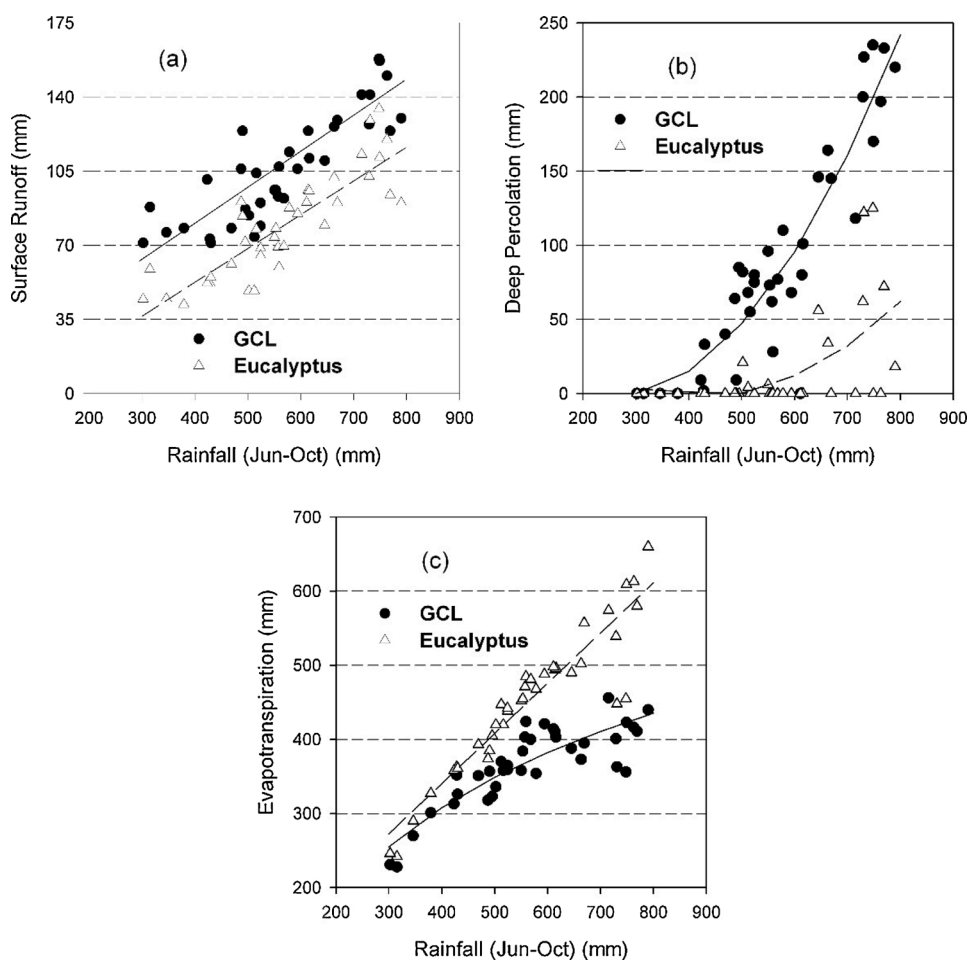 175
140
105
70
35
0
Surface Runoff (mm)
(a)
GCL
Eucalyptus
200 300 400 500 600 700 800 900
Rainfall (Jun-Oct) (mm)
250
200
150
100
50
0
Deep Percolation (mm)
(b)
GCL
Eucalyptus
200 300 400 500 600 700 800 900
Rainfall (Jun-Oct) (mm)
700
600
500
400
300
200
Evapotranspiration (mm)
(c)
GCL
Eucalyptus
200 300 400 500 600 700 800 900
Rainfall (Jun-Oct) (mm)